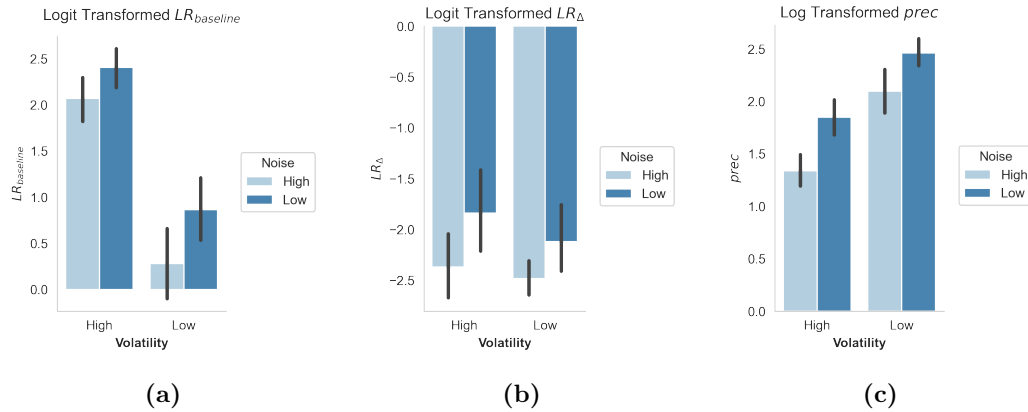 Logit Transformed LR_baseline
2.5
2.0
1.5
1.0
0.5
0.0
LR_baseline
High
Low
Volatility
Noise
High
Low
(a)
Logit Transformed LR_Δ
0.0
−0.5
−1.0
−1.5
−2.0
−2.5
LR_Δ
High
Low
Volatility
Noise
High
Low
(b)
Log Transformed prec
2.5
2.0
1.5
1.0
0.5
0.0
prec
High
Low
Volatility
Noise
High
Low
(c)